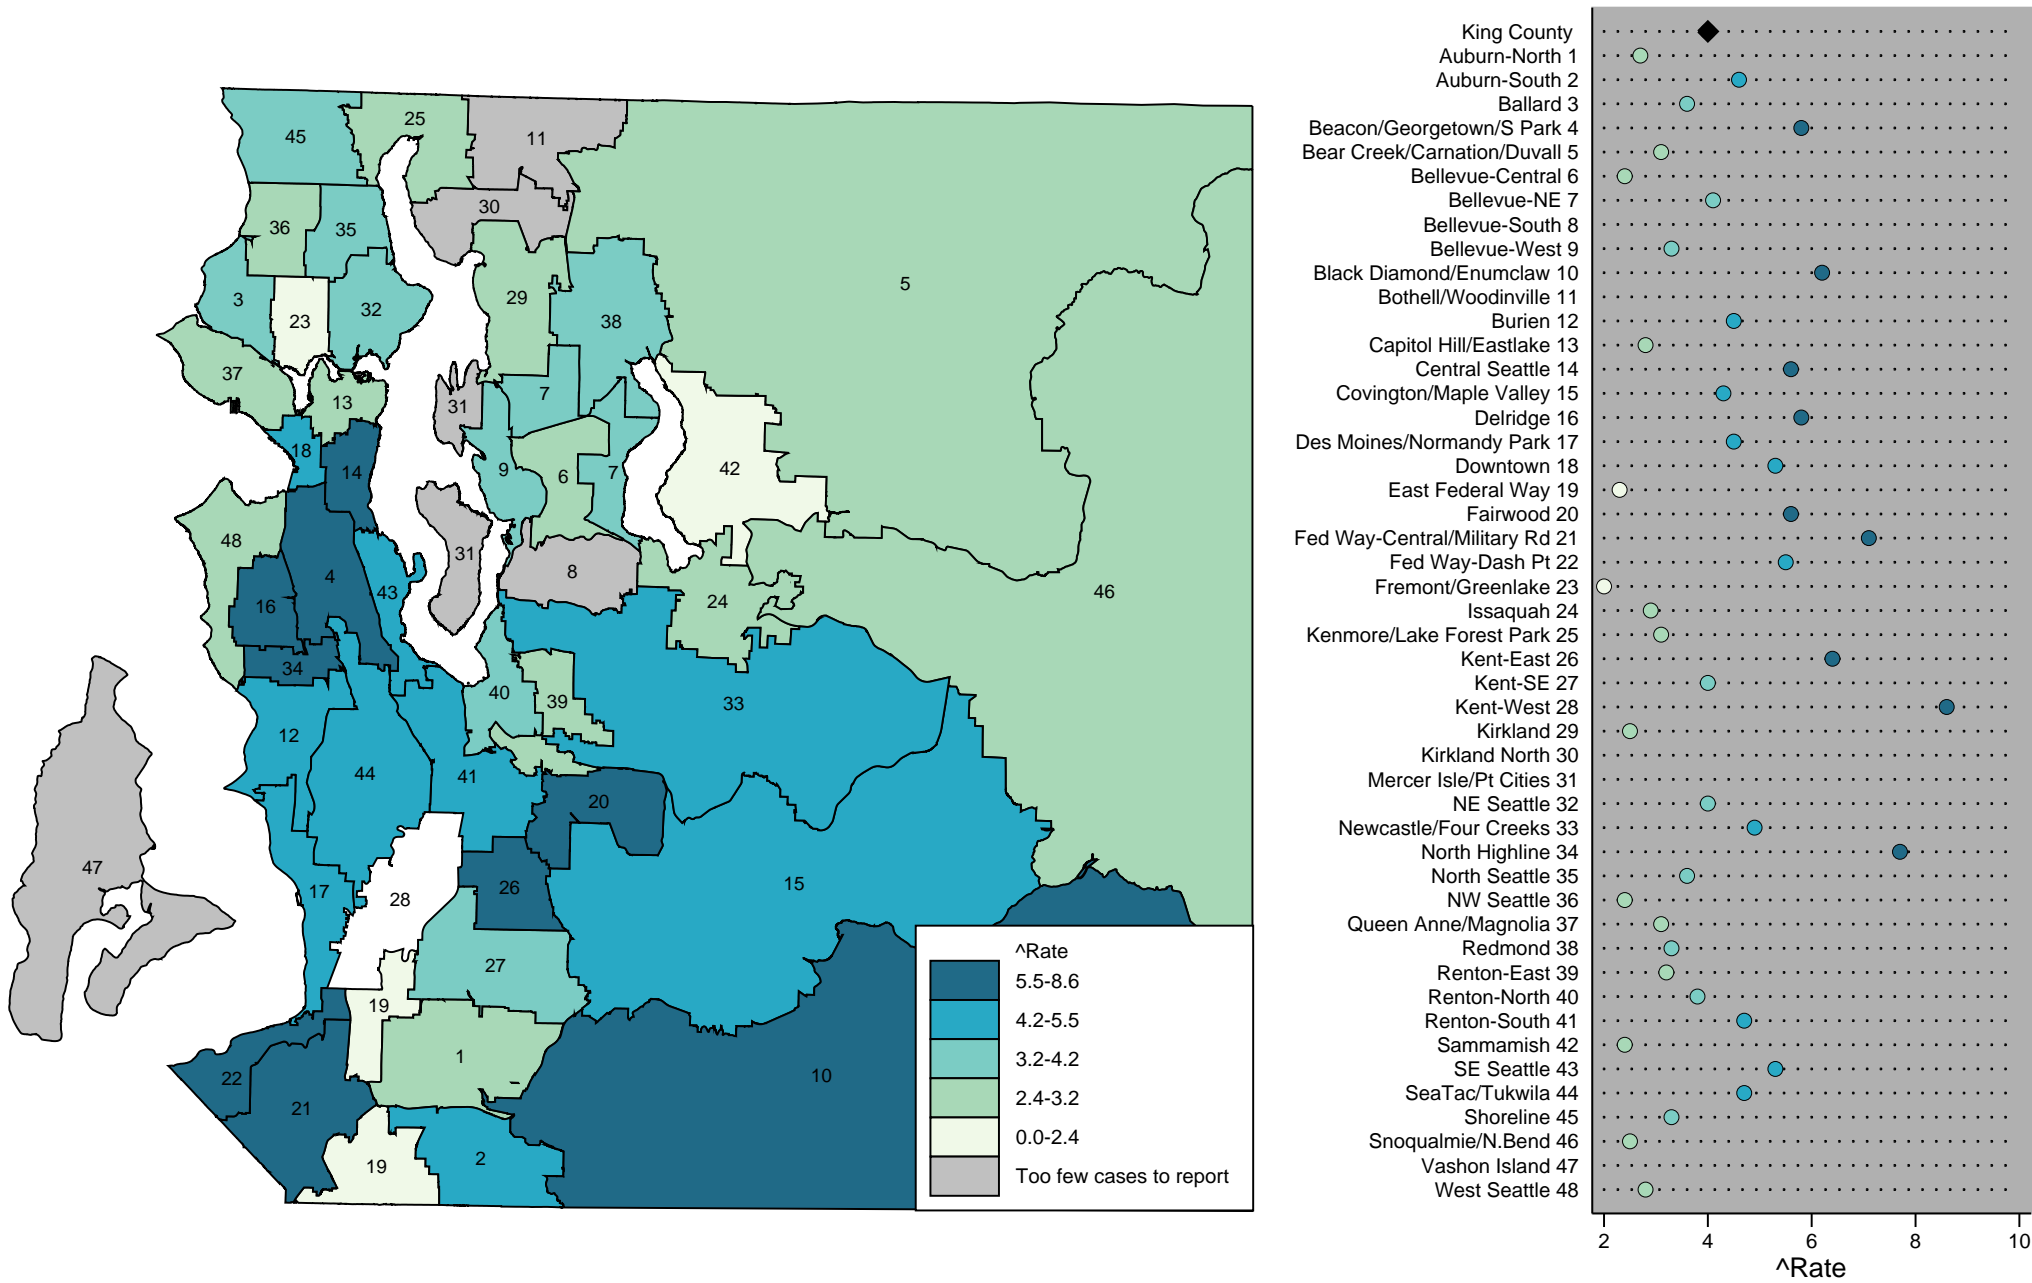 45
25
11
30
36
35
5
3
23
32
29
38
37
13
7
31
18
14
9
6
7
42
48
4
43
31
8
16
24
46
34
40
39
33
12
44
41
20
47
17
28
26
15
27
19
1
22
21
10
19
2
^Rate
5.5-8.6
4.2-5.5
3.2-4.2
2.4-3.2
0.0-2.4
Too few cases to report
King County
Auburn-North 1
Auburn-South 2
Ballard 3
Beacon/Georgetown/S Park 4
Bear Creek/Carnation/Duvall 5
Bellevue-Central 6
Bellevue-NE 7
Bellevue-South 8
Bellevue-West 9
Black Diamond/Enumclaw 10
Bothell/Woodinville 11
Burien 12
Capitol Hill/Eastlake 13
Central Seattle 14
Covington/Maple Valley 15
Delridge 16
Des Moines/Normandy Park 17
Downtown 18
East Federal Way 19
Fairwood 20
Fed Way-Central/Military Rd 21
Fed Way-Dash Pt 22
Fremont/Greenlake 23
Issaquah 24
Kenmore/Lake Forest Park 25
Kent-East 26
Kent-SE 27
Kent-West 28
Kirkland 29
Kirkland North 30
Mercer Isle/Pt Cities 31
NE Seattle 32
Newcastle/Four Creeks 33
North Highline 34
North Seattle 35
NW Seattle 36
Queen Anne/Magnolia 37
Redmond 38
Renton-East 39
Renton-North 40
Renton-South 41
Sammamish 42
SE Seattle 43
SeaTac/Tukwila 44
Shoreline 45
Snoqualmie/N.Bend 46
Vashon Island 47
West Seattle 48
2 4 6 8 10
^Rate